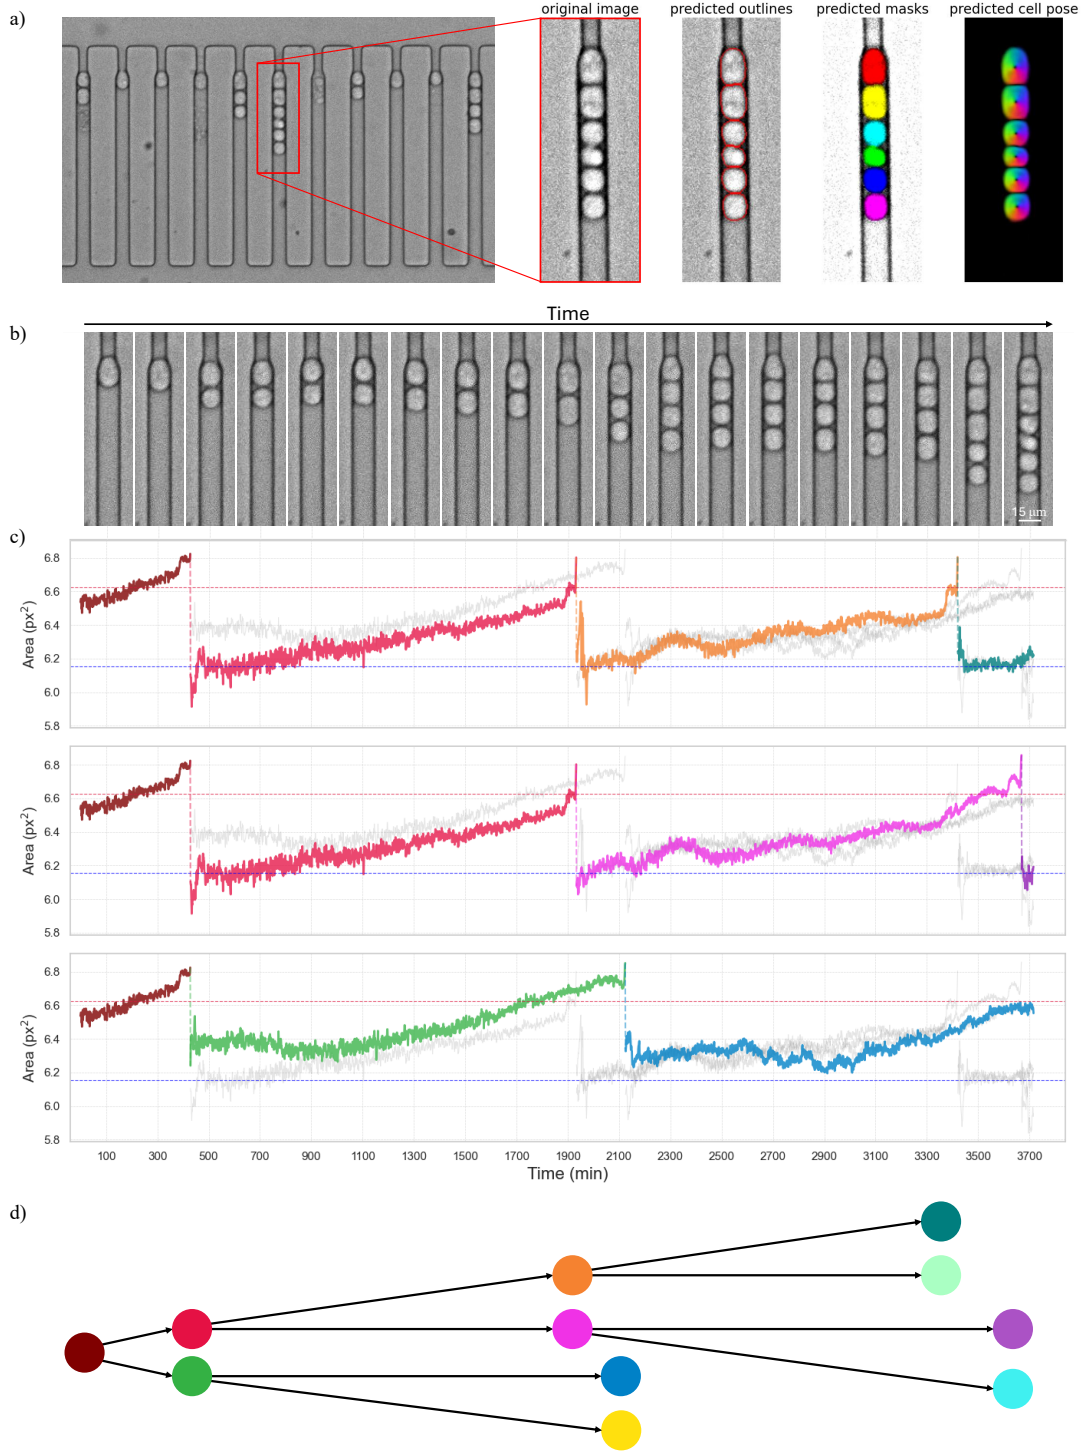 a)
original image
predicted outlines
predicted masks
predicted cell pose
b)
Time
15 μm
c)
6.8
6.6
6.4
6.2
6.0
5.8
Area (px²)
6.8
6.6
6.4
6.2
6.0
5.8
Area (px²)
6.8
6.6
6.4
6.2
6.0
5.8
Area (px²)
100 300 500 700 900 1100 1300 1500 1700 1900 2100 2300 2500 2700 2900 3100 3300 3500 3700
Time (min)
d)